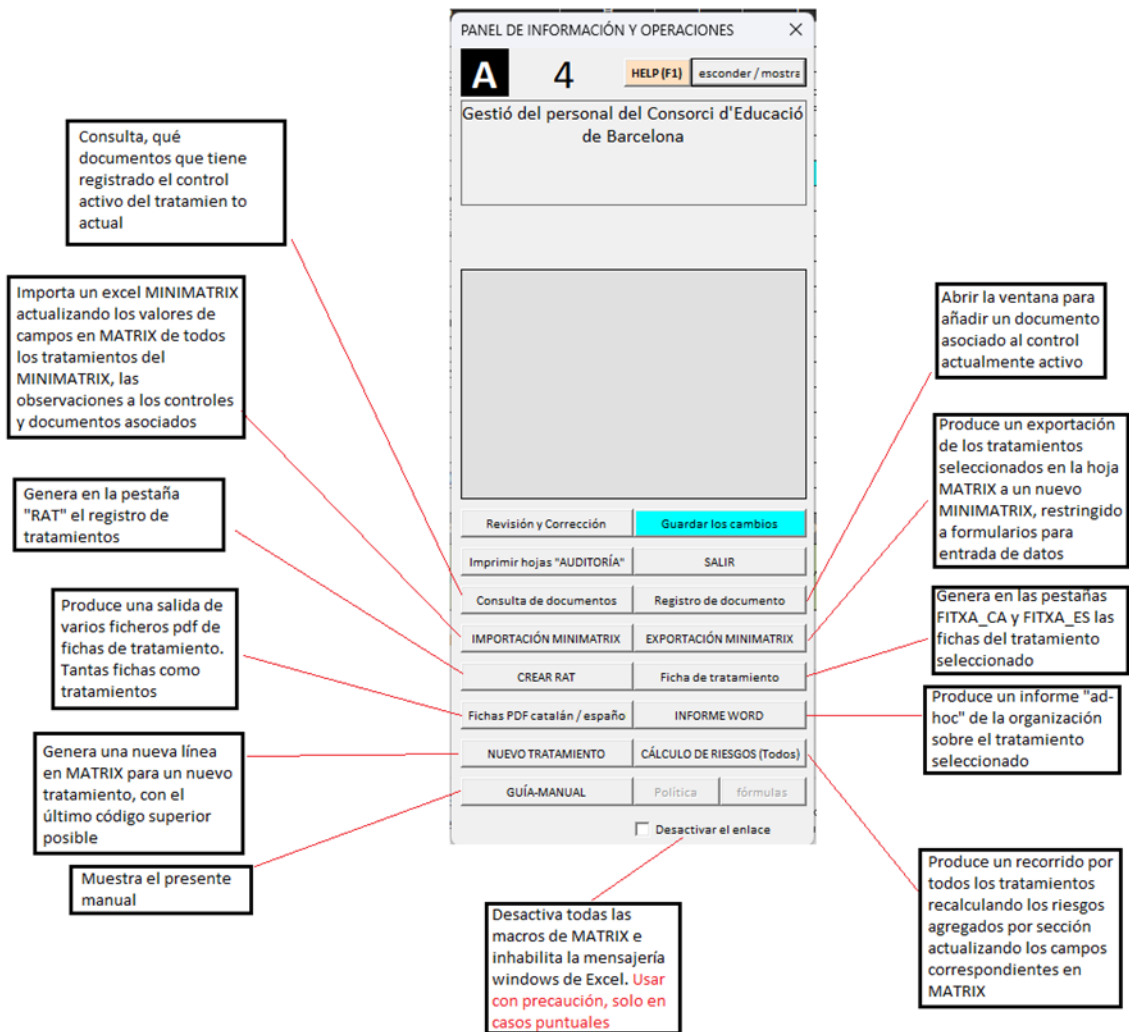 PANEL DE INFORMACIÓN Y OPERACIONES
A
4
HELP (F1)
esconder / mostra
Gestió del personal del Consorci d'Educació
de Barcelona
Consulta, qué
documentos que tiene
registrado el control
activo del tratamien to
actual
Importa un excel MINIMATRIX
actualizando los valores de
campos en MATRIX de todos
los tratamientos del
MINIMATRIX, las
observaciones a los controles
y documentos asociados
Genera en la pestaña
"RAT" el registro de
tratamientos
Produce una salida de
varios ficheros pdf de
fichas de tratamiento.
Tantas fichas como
tratamientos
Genera una nueva línea
en MATRIX para un nuevo
tratamiento, con el
último código superior
posible
Muestra el presente
manual
Revisión y Corrección
Guardar los cambios
Imprimir hojas "AUDITORÍA"
SALIR
Consulta de documentos
Registro de documento
IMPORTACIÓN MINIMATRIX
EXPORTACIÓN MINIMATRIX
CREAR RAT
Ficha de tratamiento
Fichas PDF catalán / españo
INFORME WORD
NUEVO TRATAMIENTO
CÁLCULO DE RIESGOS (Todos)
GUÍA-MANUAL
Política
fórmulas
Desactivar el enlace
Abrir la ventana para
añadir un documento
asociado al control
actualmente activo
Produce un exportación
de los tratamientos
seleccionados en la hoja
MATRIX a un nuevo
MINIMATRIX, restringido
a formularios para
entrada de datos
Genera en las pestañas
FITXA_CA y FITXA_ES las
fichas del tratamiento
seleccionado
Produce un informe "ad-
hoc" de la organización
sobre el tratamiento
seleccionado
Produce un recorrido por
todos los tratamientos
recalculando los riesgos
agregados por sección
actualizando los campos
correspondientes en
MATRIX
Desactiva todas las
macros de MATRIX e
inhabilita la mensajería
windows de Excel. Usar
con precaución, solo en
casos puntuales